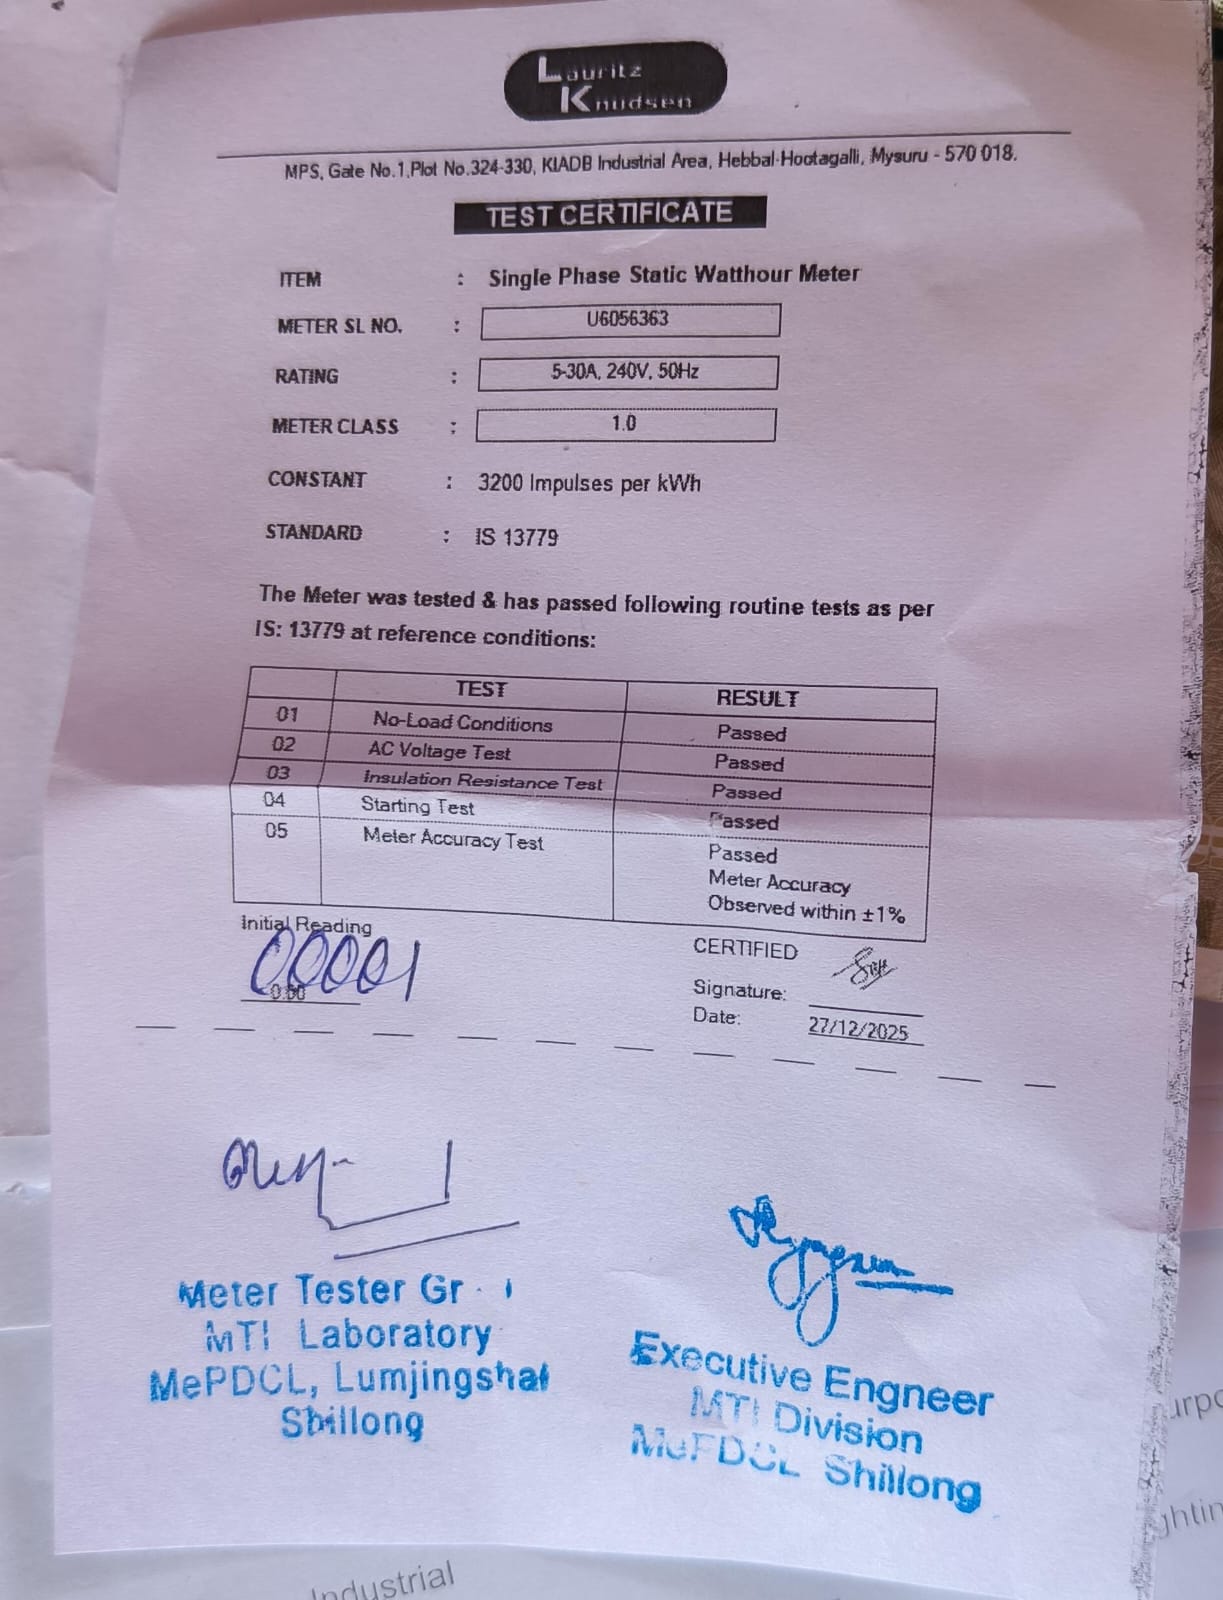 Lauritz
Knudsen
MPS, Gate No.1,Plot No.324-330, KIADB Industrial Area, Hebbal-Hootagalli, Mysuru - 570 018.
TEST CERTIFICATE
ITEM : Single Phase Static Watthour Meter
METER SL NO. : U6056363
RATING : 5-30A, 240V, 50Hz
METER CLASS : 1.0
CONSTANT : 3200 Impulses per kWh
STANDARD : IS 13779
The Meter was tested & has passed following routine tests as per
IS: 13779 at reference conditions:
TEST RESULT
01 No-Load Conditions Passed
02 AC Voltage Test Passed
03 Insulation Resistance Test Passed
04 Starting Test Passed
05 Meter Accuracy Test Passed
Meter Accuracy
Observed within ±1%
Initial Reading
00001
0.00
CERTIFIED
Signature:
Date: 27/12/2025
Meter Tester Gr
MTI Laboratory
MePDCL, Lumjingshai
Shillong
Executive Engneer
MTI Division
MePDCL Shillong
Industrial